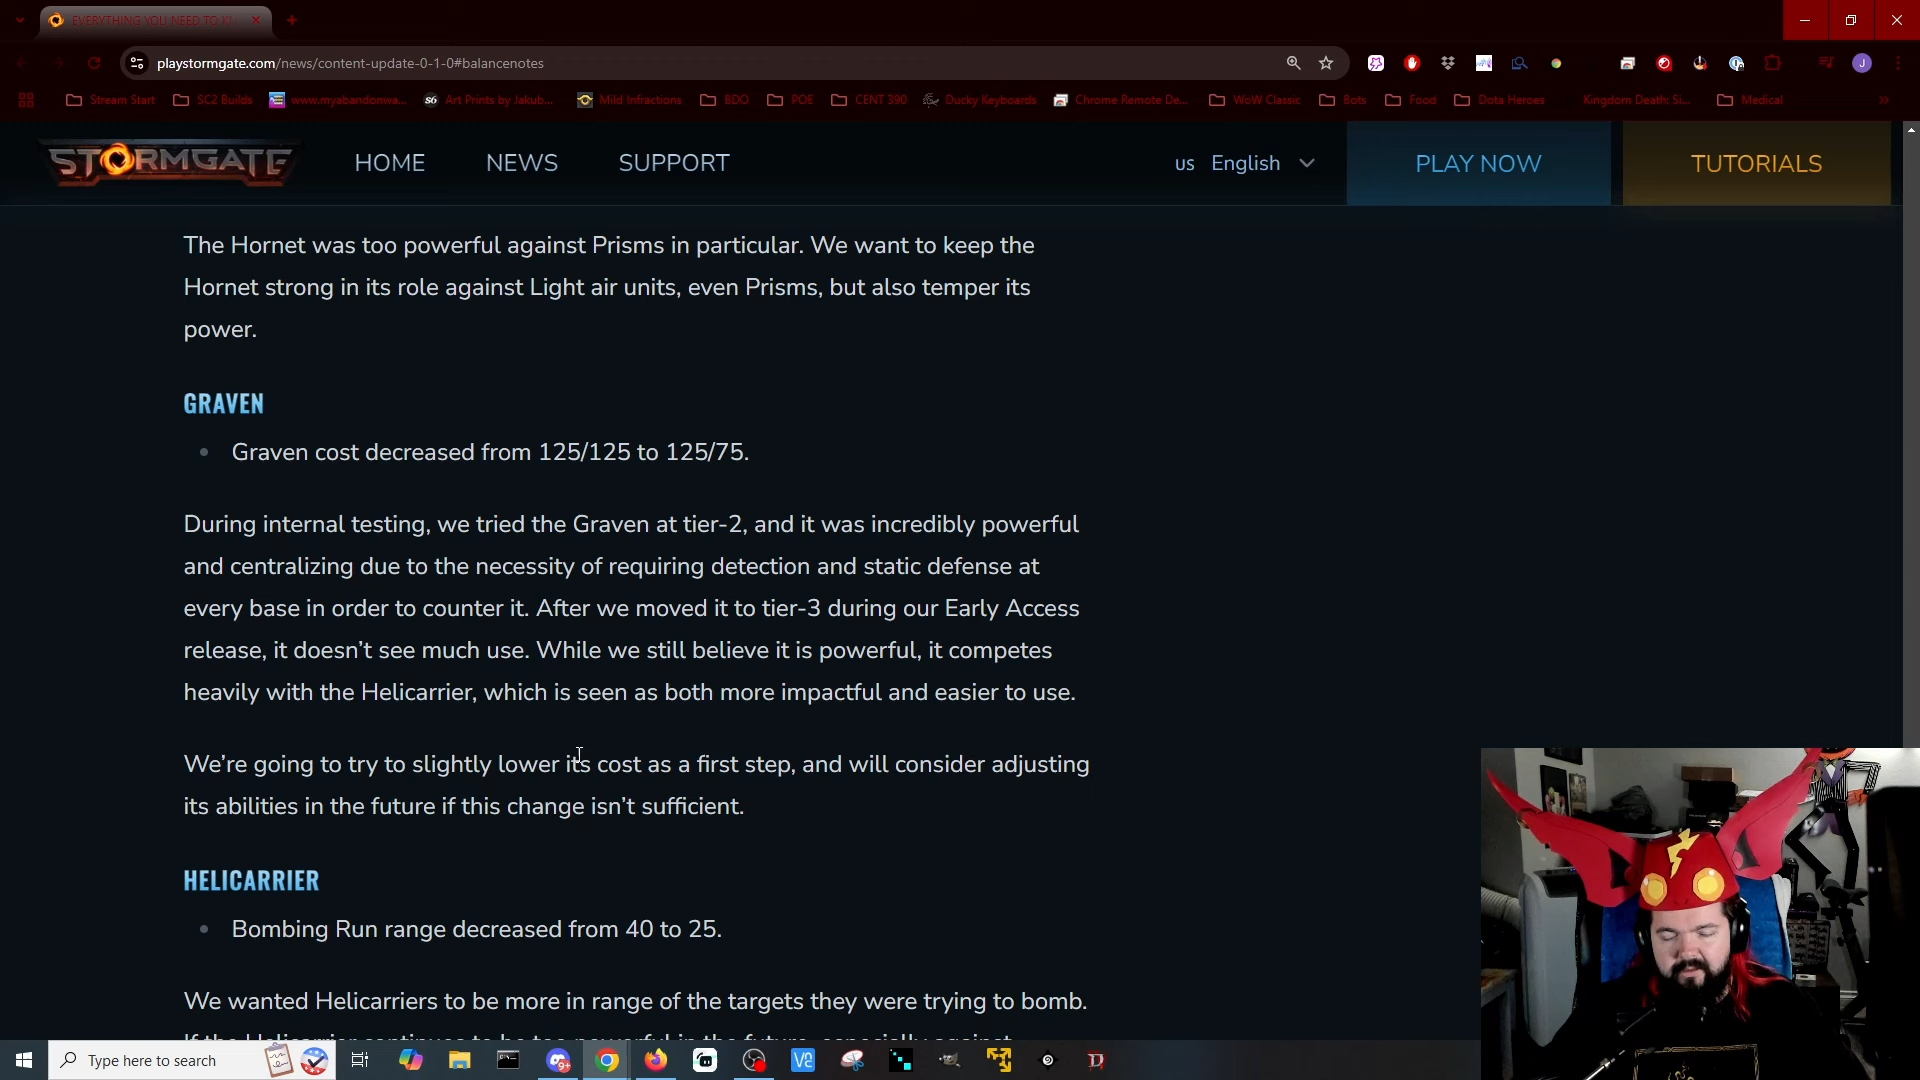 EVERYTHING YOU NEED TO K
playstormgate.com/news/content-update-0-1-0#balancenotes
Stream Start
SC2 Builds
www.myabandonwa...
S6 Art Prints by Jakub...
Mild Infractions
BDO
POE
CENT 390
Ducky Keyboards
Chrome Remote De...
WoW Classic
Bots
Food
Dota Heroes
Kingdom Death: Si...
Medical
STORMGATE
HOME
NEWS
SUPPORT
us English
PLAY NOW
TUTORIALS
The Hornet was too powerful against Prisms in particular. We want to keep the
Hornet strong in its role against Light air units, even Prisms, but also temper its
power.
GRAVEN
• Graven cost decreased from 125/125 to 125/75.
During internal testing, we tried the Graven at tier-2, and it was incredibly powerful
and centralizing due to the necessity of requiring detection and static defense at
every base in order to counter it. After we moved it to tier-3 during our Early Access
release, it doesn’t see much use. While we still believe it is powerful, it competes
heavily with the Helicarrier, which is seen as both more impactful and easier to use.
We’re going to try to slightly lower its cost as a first step, and will consider adjusting
its abilities in the future if this change isn’t sufficient.
HELICARRIER
• Bombing Run range decreased from 40 to 25.
We wanted Helicarriers to be more in range of the targets they were trying to bomb.
If the Helicarrier continues to be too powerful in the future, especially against
Type here to search